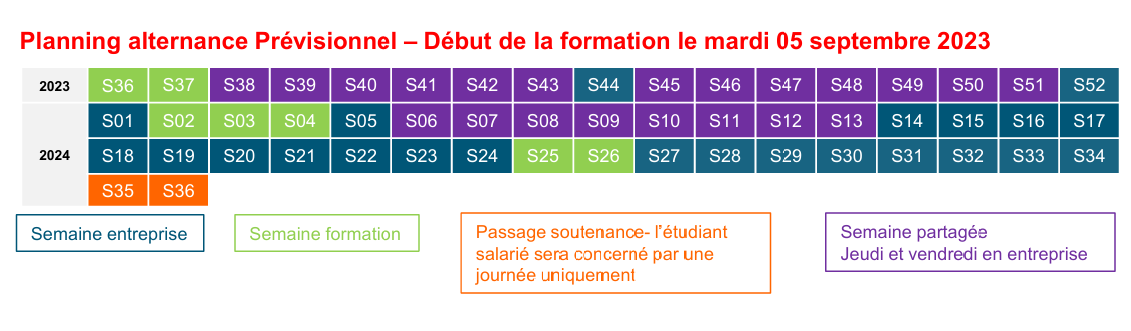 Planning alternance Prévisionnel – Début de la formation le mardi 05 septembre 2023
2023 S36 S37 S38 S39 S40 S41 S42 S43 S44 S45 S46 S47 S48 S49 S50 S51 S52
S01 S02 S03 S04 S05 S06 S07 S08 S09 S10 S11 S12 S13 S14 S15 S16 S17
2024 S18 S19 S20 S21 S22 S23 S24 S25 S26 S27 S28 S29 S30 S31 S32 S33 S34
S35 S36
Semaine entreprise
Semaine formation
Passage soutenance- l'étudiant
salarié sera concerné par une
journée uniquement
Semaine partagée
Jeudi et vendredi en entreprise